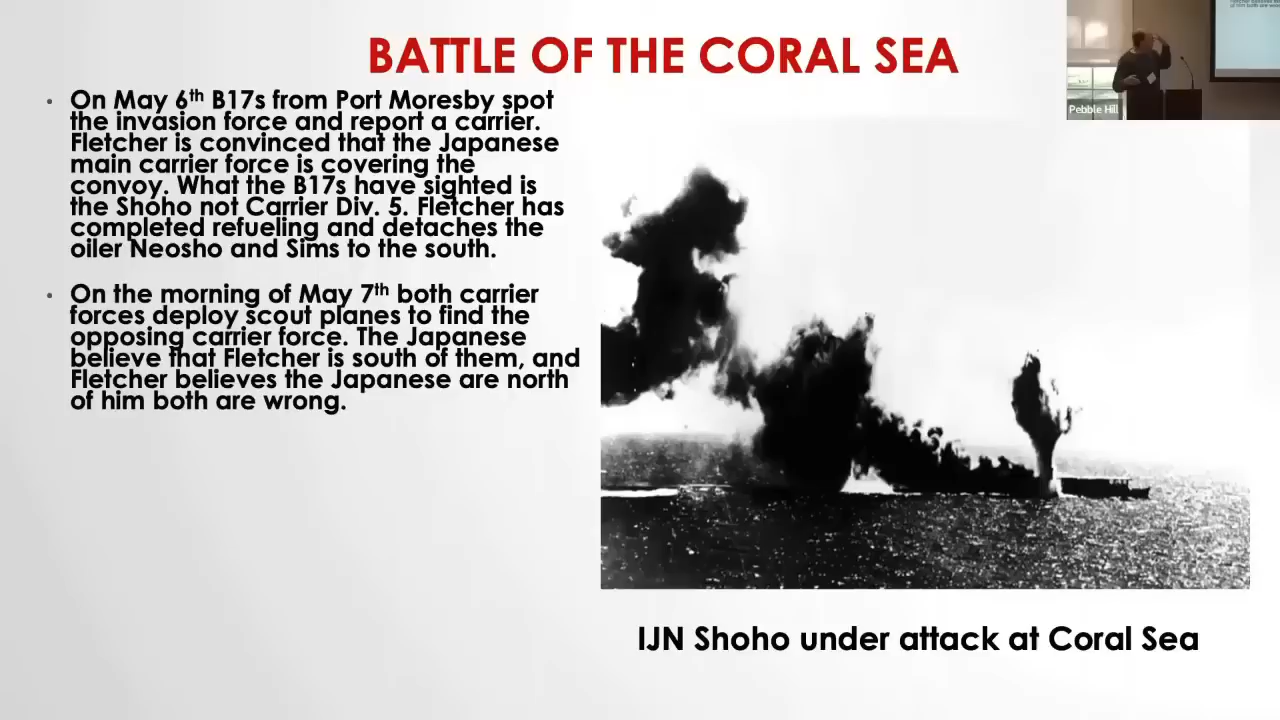 BATTLE OF THE CORAL SEA
• On May 6th B17s from Port Moresby spot
the invasion force and report a carrier.
Fletcher is convinced that the Japanese
main carrier force is covering the
convoy. What the B17s have sighted is
the Shoho not Carrier Div. 5. Fletcher has
completed refueling and detaches the
oiler Neosho and Sims to the south.
• On the morning of May 7th both carrier
forces deploy scout planes to find the
opposing carrier force. The Japanese
believe that Fletcher is south of them, and
Fletcher believes the Japanese are north
of him both are wrong.
IJN Shoho under attack at Coral Sea
Pebble Hill